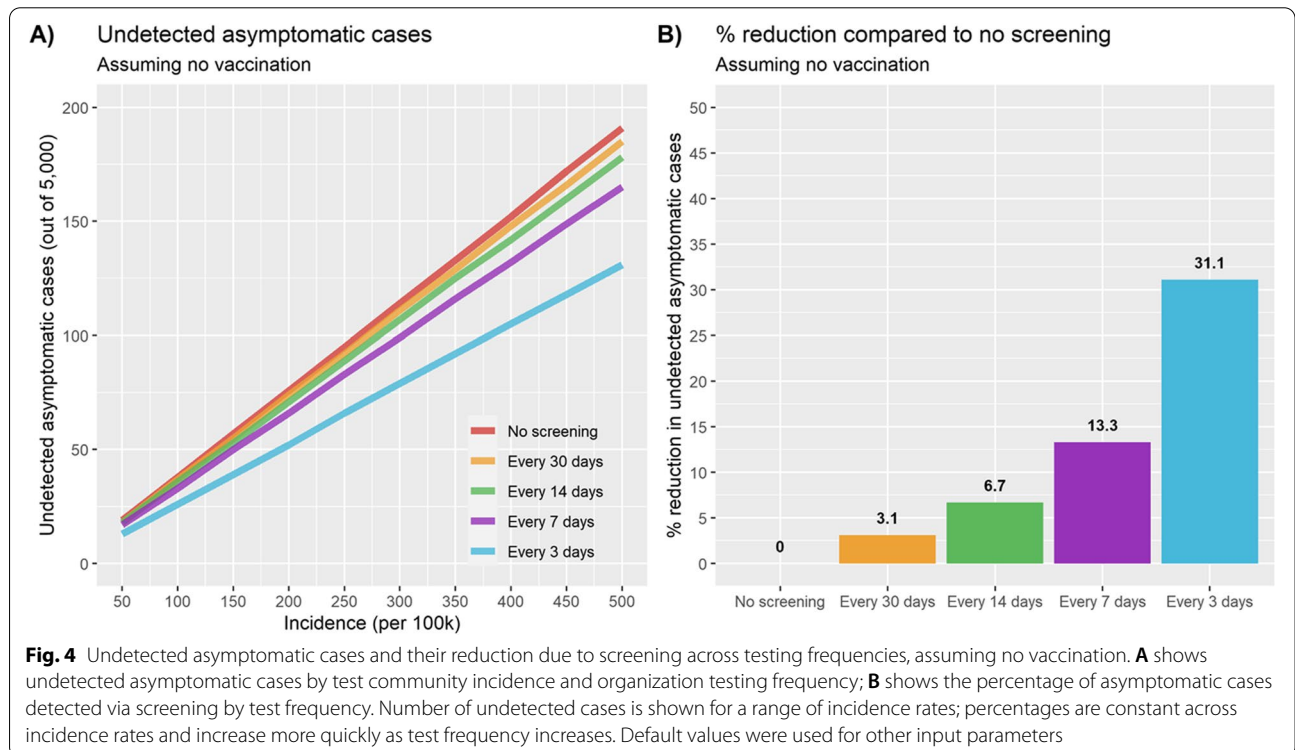 A) Undetected asymptomatic cases
Assuming no vaccination
Undetected asymptomatic cases (out of 5,000)
200
150
100
50
0
No screening
Every 30 days
Every 14 days
Every 7 days
Every 3 days
50 100 150 200 250 300 350 400 450 500
Incidence (per 100k)
B) % reduction compared to no screening
Assuming no vaccination
% reduction in undetected asymptomatic cases
50
45
40
35
30
25
20
15
10
5
0
0
3.1
6.7
13.3
31.1
No screening Every 30 days Every 14 days Every 7 days Every 3 days
Fig. 4 Undetected asymptomatic cases and their reduction due to screening across testing frequencies, assuming no vaccination. A shows
undetected asymptomatic cases by test community incidence and organization testing frequency; B shows the percentage of asymptomatic cases
detected via screening by test frequency. Number of undetected cases is shown for a range of incidence rates; percentages are constant across
incidence rates and increase more quickly as test frequency increases. Default values were used for other input parameters